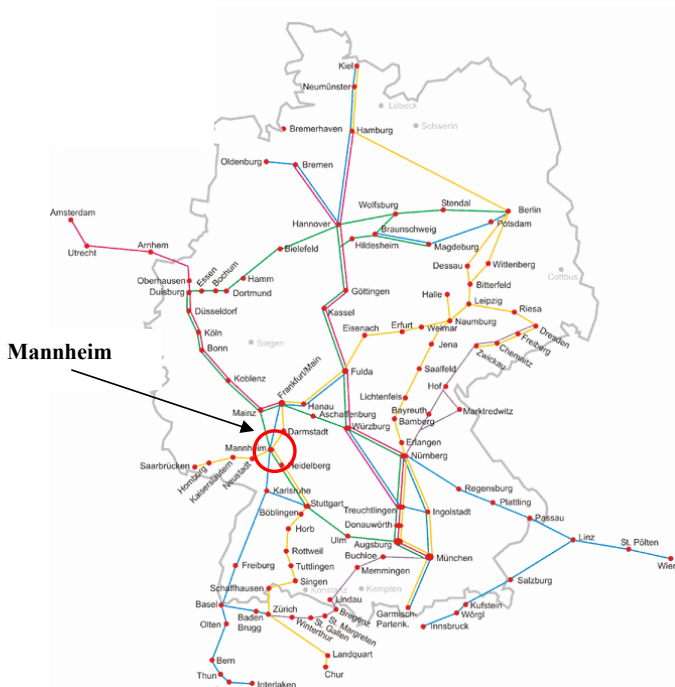 Kiel
Neumünster
Lübeck
Schwerin
Bremerhaven
Hamburg
Oldenburg
Bremen
Amsterdam
Utrecht
Arnhem
Hannover
Wolfsburg
Stendal
Berlin
Potsdam
Braunschweig
Hildesheim
Magdeburg
Bielefeld
Oberhausen
Duisburg
Essen
Bochum
Hamm
Dortmund
Dessau
Wittenberg
Cottbus
Bitterfeld
Göttingen
Halle
Leipzig
Riesa
Düsseldorf
Kassel
Eisenach
Erfurt
Weimar
Naumburg
Dresden
Freiberg
Chemnitz
Zwickau
Köln
Bonn
Siegen
Jena
Mannheim
Koblenz
Frankfurt/Main
Fulda
Saalfeld
Hof
Mainz
Hanau
Aschaffenburg
Lichtenfels
Bayreuth
Marktredwitz
Bamberg
Würzburg
Darmstadt
Mannheim
Erlangen
Nürnberg
Saarbrücken
Homburg
Kaiserslautern
Neustadt
Heidelberg
Karlsruhe
Regensburg
Plattling
Stuttgart
Böblingen
Treuchtlingen
Ingolstadt
Passau
Horb
Donauwörth
Ulm
Augsburg
Linz
St. Pölten
Wien
Rottweil
Buchloe
München
Freiburg
Tuttlingen
Memmingen
Singen
Schaffhausen
Konstanz
Kempten
Salzburg
Lindau
Bregenz
Basel
Zürich
Baden
Brugg
Winterthur
St. Gallen
St. Margreten
Garmisch-
Partenk.
Kufstein
Wörgl
Innsbruck
Olten
Landquart
Chur
Bern
Thun
Interlaken